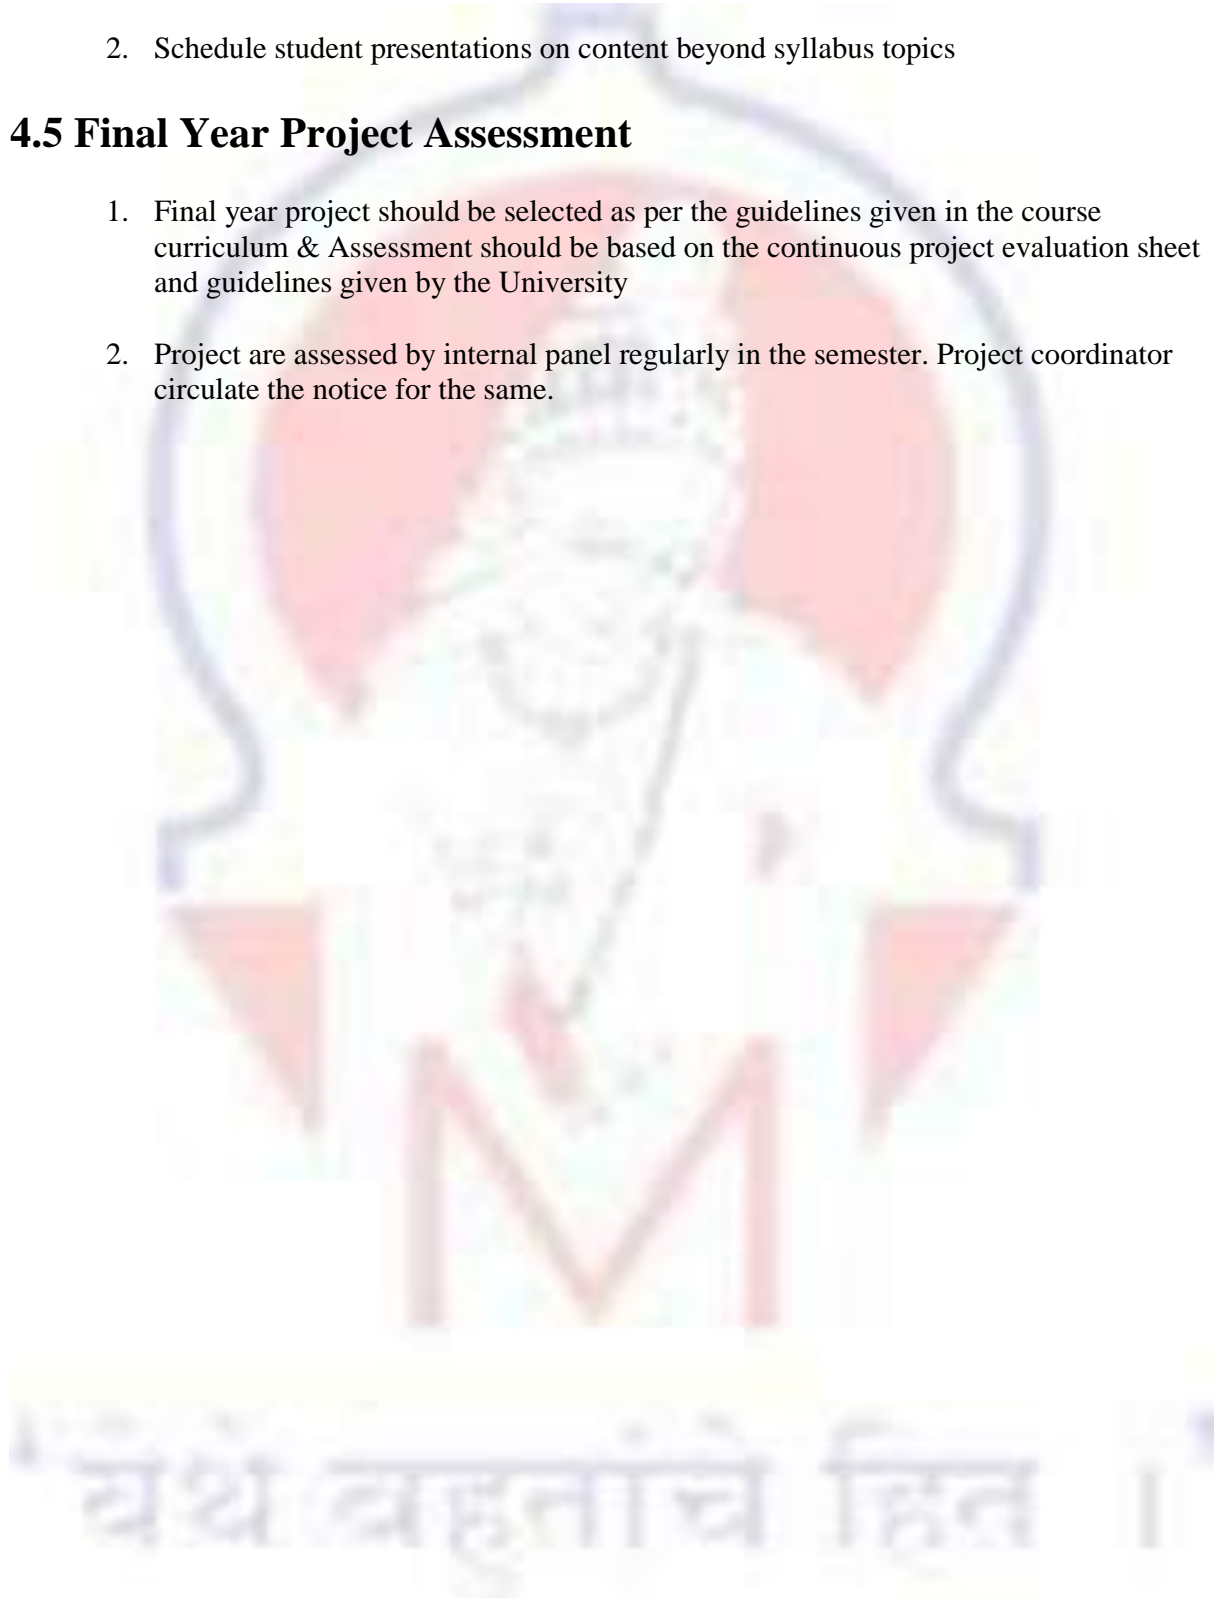 2. Schedule student presentations on content beyond syllabus topics
4.5 Final Year Project Assessment
1. Final year project should be selected as per the guidelines given in the course
curriculum & Assessment should be based on the continuous project evaluation sheet
and guidelines given by the University
2. Project are assessed by internal panel regularly in the semester. Project coordinator
circulate the notice for the same.
M
येथे बहुतांचे हित ।